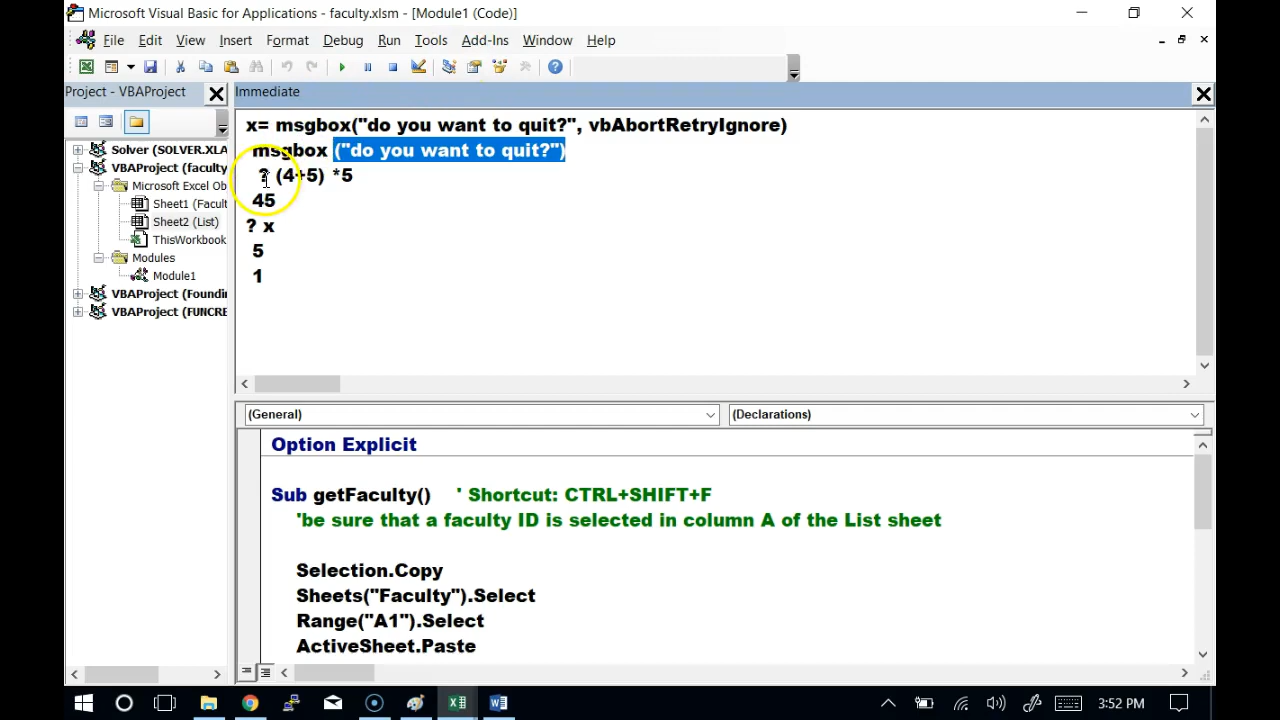 Microsoft Visual Basic for Applications - faculty.xlsm - [Module1 (Code)]
File Edit View Insert Format Debug Run Tools Add-Ins Window Help
Project - VBAProject
Immediate
Solver (SOLVER.XLA
VBAProject (faculty
Microsoft Excel Ob
Sheet1 (Facult
Sheet2 (List)
ThisWorkbook
Modules
Module1
VBAProject (Foundin
VBAProject (FUNCRE
x= msgbox("do you want to quit?", vbAbortRetryIgnore)
msgbox ("do you want to quit?")
? (4+5) *5
45
? x
5
1
(General) (Declarations)
Option Explicit
Sub getFaculty() ' Shortcut: CTRL+SHIFT+F
'be sure that a faculty ID is selected in column A of the List sheet
Selection.Copy
Sheets("Faculty").Select
Range("A1").Select
ActiveSheet.Paste
3:52 PM